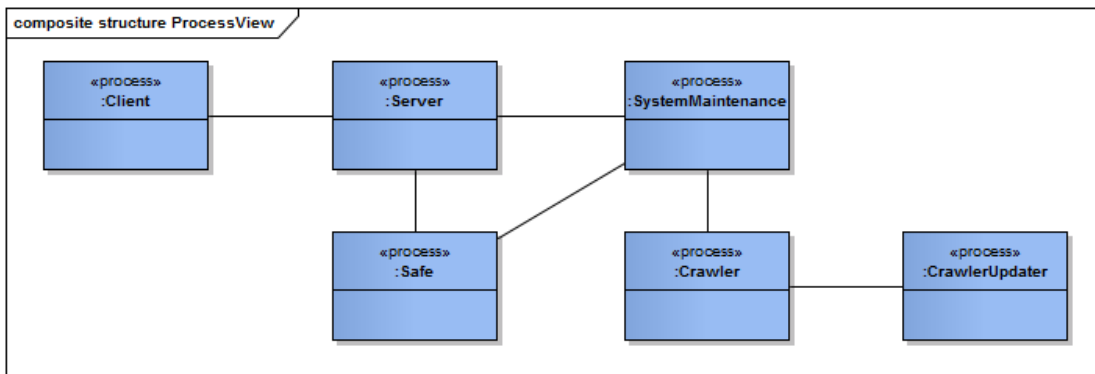 composite structure ProcessView
«process»
:Client
«process»
:Server
«process»
:SystemMaintenance
«process»
:Safe
«process»
:Crawler
«process»
:CrawlerUpdater